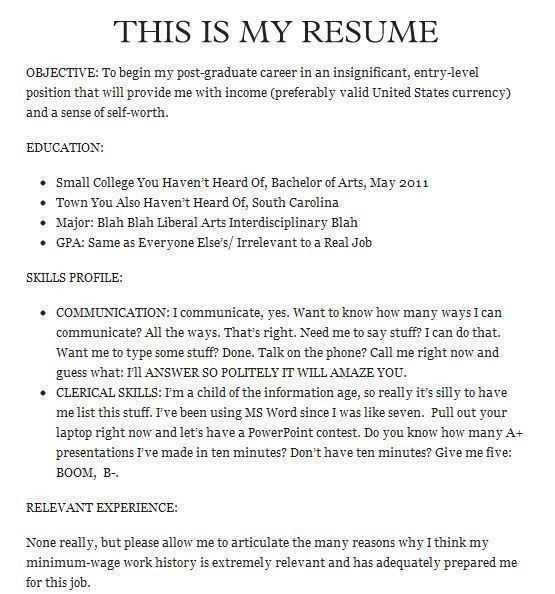 THIS IS MY RESUME
OBJECTIVE: To begin my post-graduate career in an insignificant, entry-level
position that will provide me with income (preferably valid United States currency)
and a sense of self-worth.
EDUCATION:
• Small College You Haven't Heard Of, Bachelor of Arts, May 2011
• Town You Also Haven't Heard Of, South Carolina
• Major: Blah Blah Liberal Arts Interdisciplinary Blah
• GPA: Same as Everyone Else's/ Irrelevant to a Real Job
SKILLS PROFILE:
• COMMUNICATION: I communicate, yes. Want to know how many ways I can
communicate? All the ways. That's right. Need me to say stuff? I can do that.
Want me to type some stuff? Done. Talk on the phone? Call me right now and
guess what: I'll ANSWER SO POLITELY IT WILL AMAZE YOU.
• CLERICAL SKILLS: I'm a child of the information age, so really it's silly to have
me list this stuff. I've been using MS Word since I was like seven.  Pull out your
laptop right now and let's have a PowerPoint contest. Do you know how many A+
presentations I've made in ten minutes? Don't have ten minutes? Give me five:
BOOM,  B-.
RELEVANT EXPERIENCE:
None really, but please allow me to articulate the many reasons why I think my
minimum-wage work history is extremely relevant and has adequately prepared me
for this job.